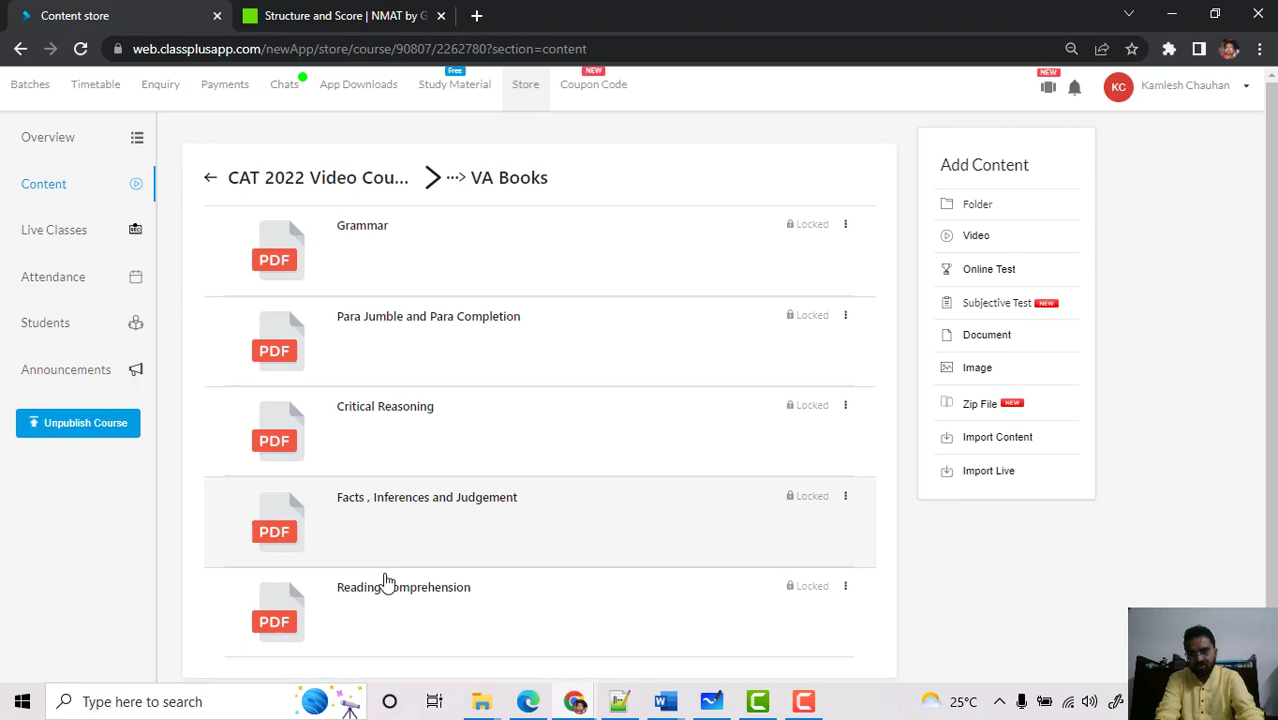 Content store
Structure and Score | NMAT by G
web.classplusapp.com/newApp/store/course/90807/2262780?section=content
Free
NEW
NEW
Batches
Timetable
Enquiry
Payments
Chats
App Downloads
Study Material
Store
Coupon Code
KC
Kamlesh Chauhan
Overview
Content
Live Classes
REC
Attendance
Students
Announcements
Unpublish Course
CAT 2022 Video Cou...
VA Books
PDF
Grammar
Locked
PDF
Para Jumble and Para Completion
Locked
PDF
Critical Reasoning
Locked
PDF
Facts , Inferences and Judgement
Locked
PDF
Reading Comprehension
Locked
Add Content
Folder
Video
Online Test
Subjective Test NEW
Document
Image
Zip File NEW
Import Content
Import Live
Type here to search
25°C